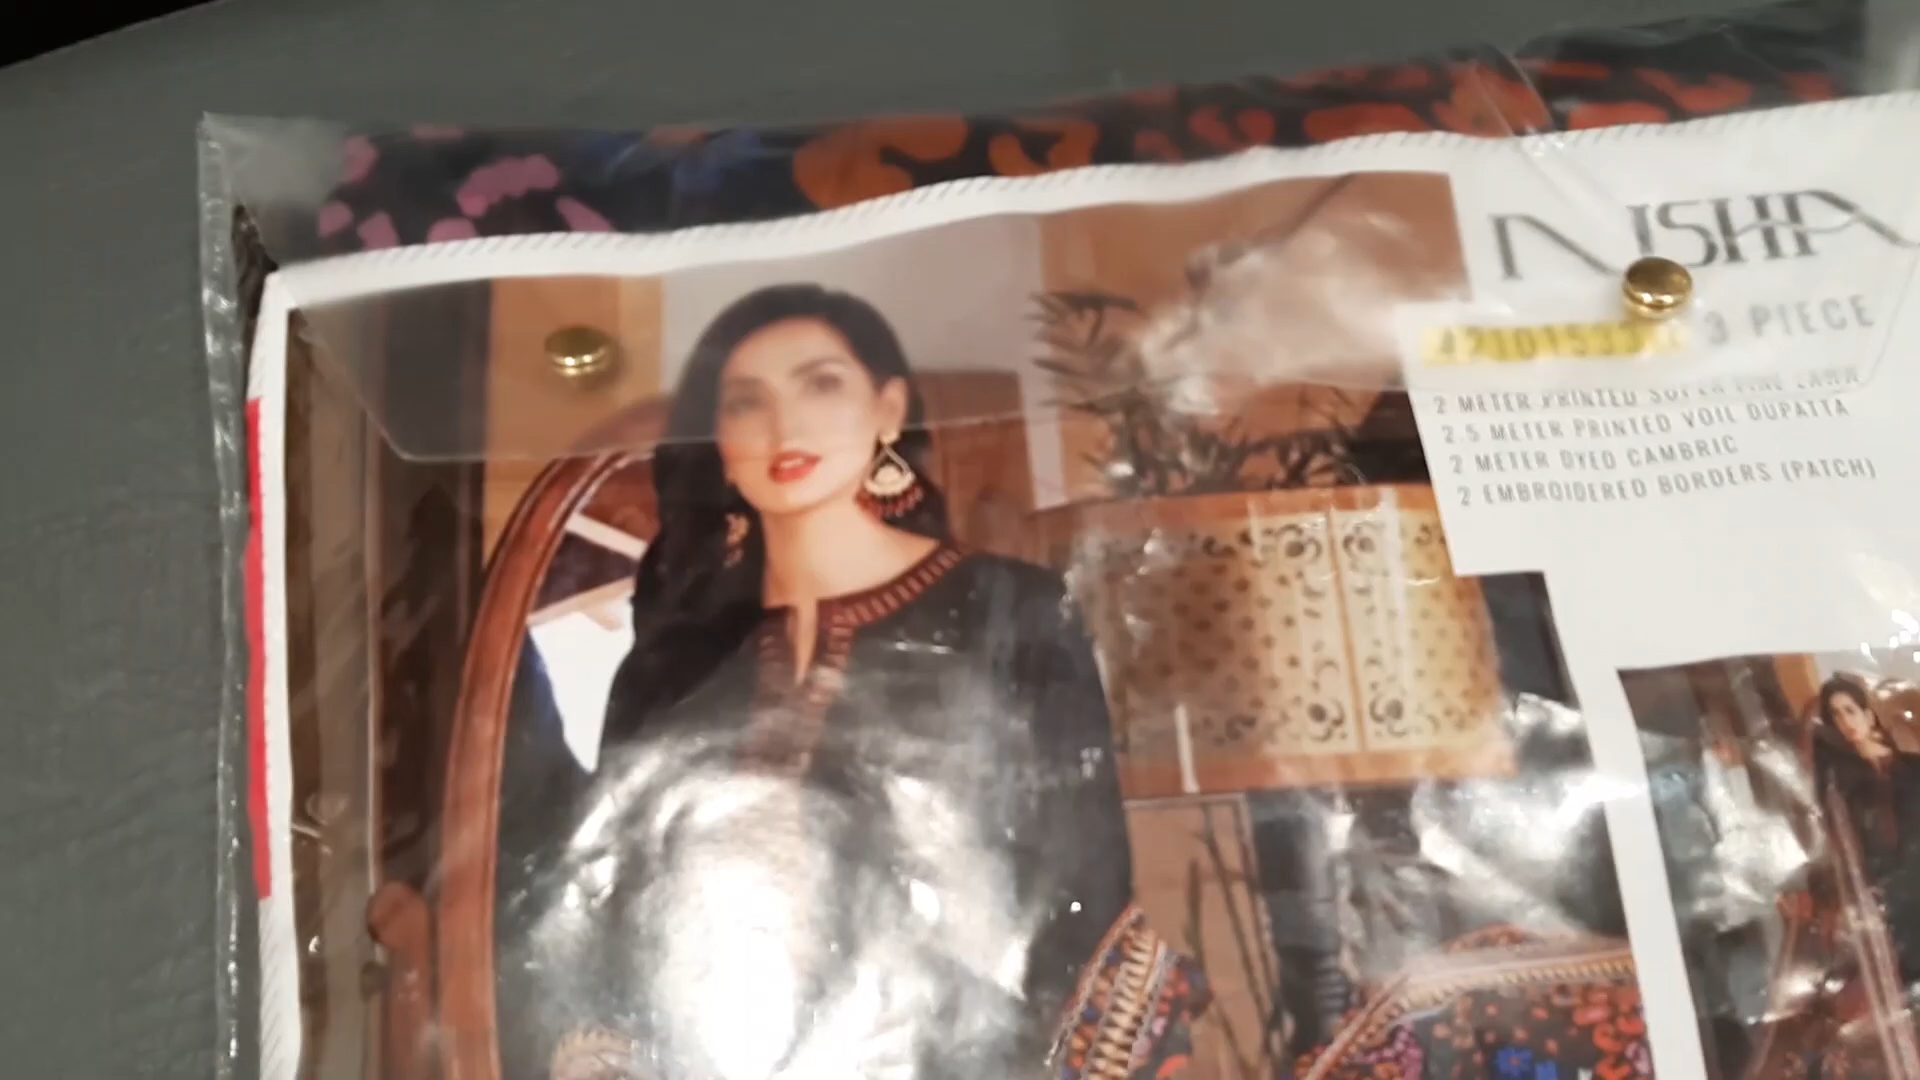 NISHA
3 PIECE
2 METER PRINTED SUPER FINE LAWN
2.5 METER PRINTED VOIL DUPATTA
2 METER DYED CAMBRIC
2 EMBROIDERED BORDERS (PATCH)